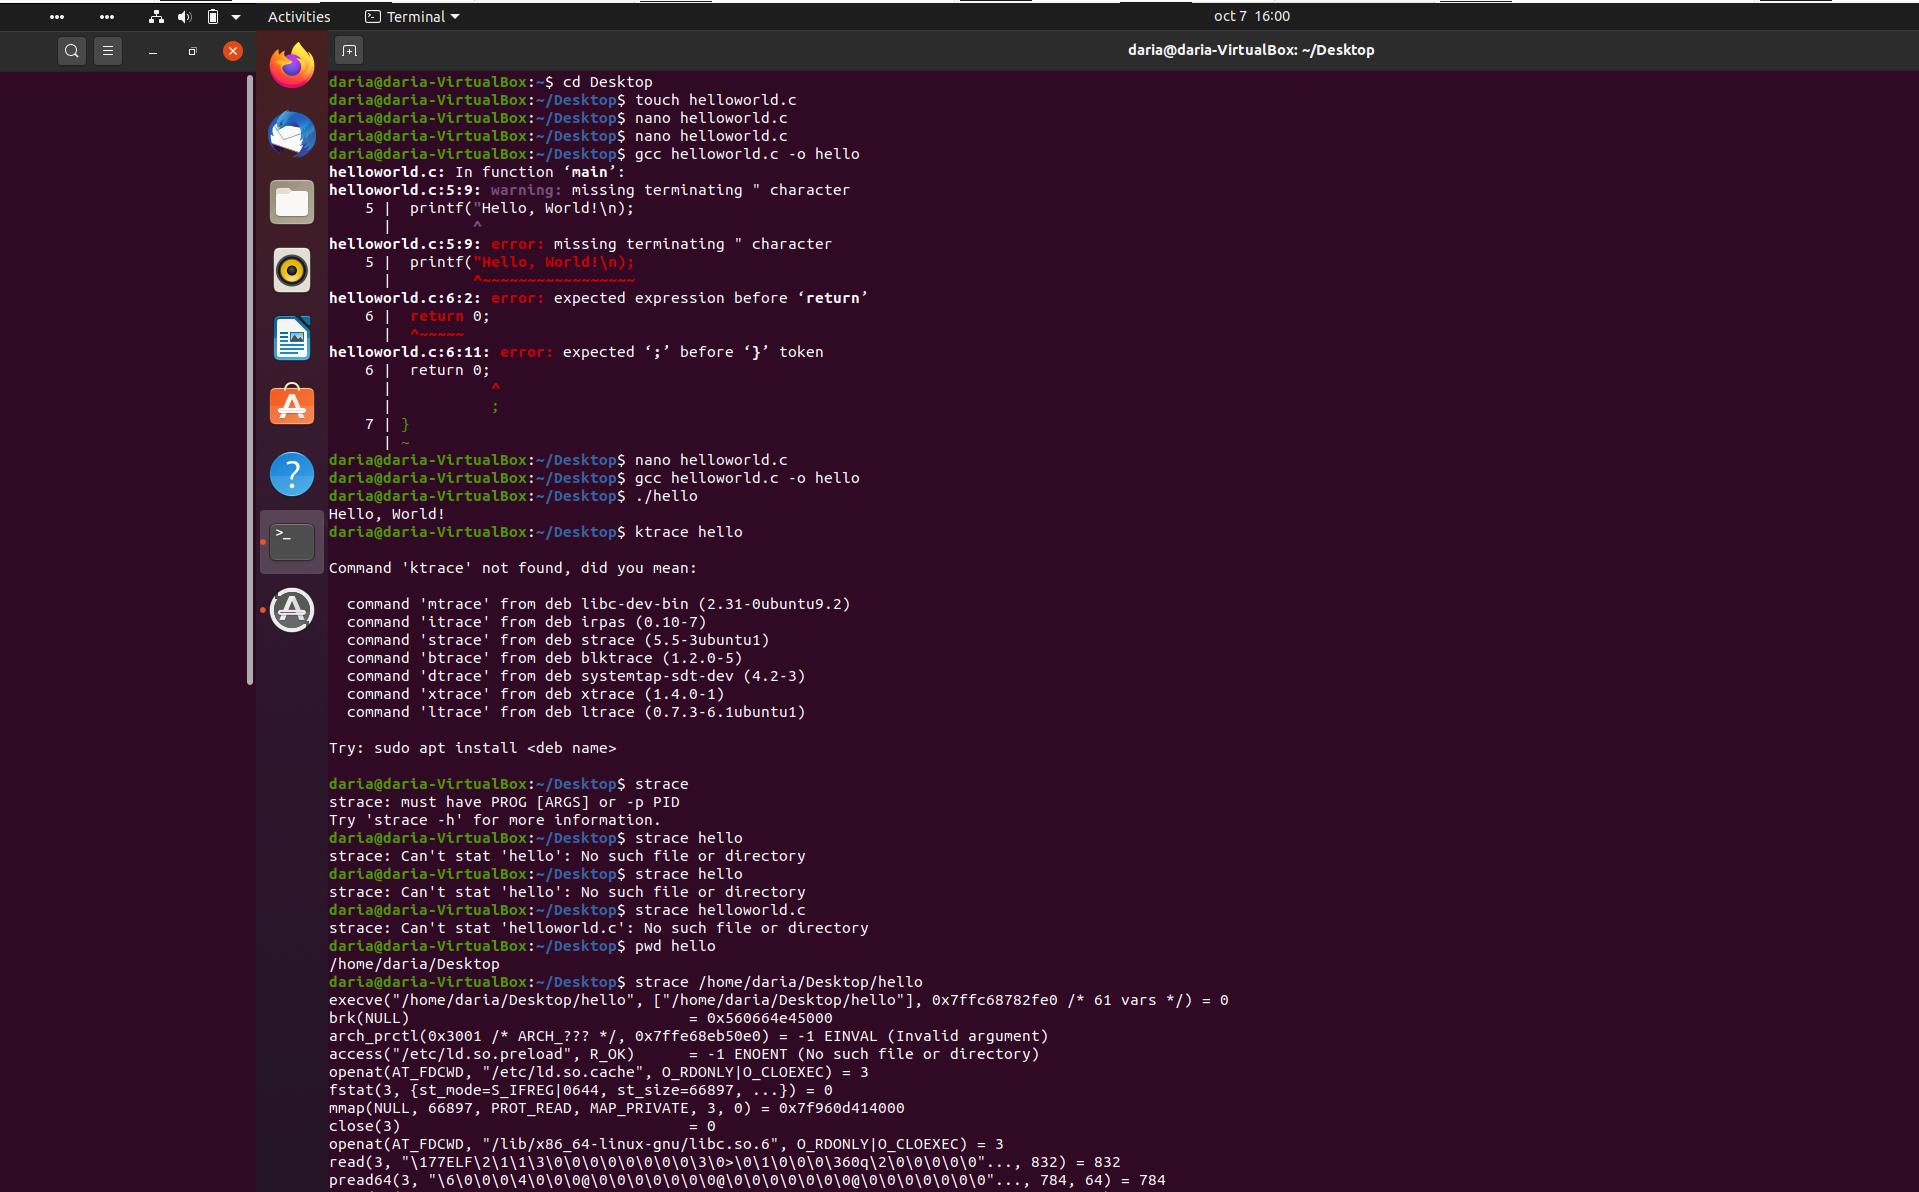 Activities
Terminal
oct 7 16:00
daria@daria-VirtualBox: ~/Desktop
daria@daria-VirtualBox:~$ cd Desktop
daria@daria-VirtualBox:~/Desktop$ touch helloworld.c
daria@daria-VirtualBox:~/Desktop$ nano helloworld.c
daria@daria-VirtualBox:~/Desktop$ nano helloworld.c
daria@daria-VirtualBox:~/Desktop$ gcc helloworld.c -o hello
helloworld.c: In function ‘main’:
helloworld.c:5:9: warning: missing terminating " character
    5 |  printf("Hello, World!\n);
      |         ^
helloworld.c:5:9: error: missing terminating " character
    5 |  printf("Hello, World!\n);
      |         ^~~~~~~~~~~~~~~~~~
helloworld.c:6:2: error: expected expression before ‘return’
    6 |  return 0;
      |  ^~~~~~
helloworld.c:6:11: error: expected ‘;’ before ‘}’ token
    6 |  return 0;
      |           ^
      |           ;
    7 | }
      | ~
daria@daria-VirtualBox:~/Desktop$ nano helloworld.c
daria@daria-VirtualBox:~/Desktop$ gcc helloworld.c -o hello
daria@daria-VirtualBox:~/Desktop$ ./hello
Hello, World!
daria@daria-VirtualBox:~/Desktop$ ktrace hello
Command 'ktrace' not found, did you mean:
  command 'mtrace' from deb libc-dev-bin (2.31-0ubuntu9.2)
  command 'itrace' from deb irpas (0.10-7)
  command 'strace' from deb strace (5.5-3ubuntu1)
  command 'btrace' from deb blktrace (1.2.0-5)
  command 'dtrace' from deb systemtap-sdt-dev (4.2-3)
  command 'xtrace' from deb xtrace (1.4.0-1)
  command 'ltrace' from deb ltrace (0.7.3-6.1ubuntu1)
Try: sudo apt install <deb name>
daria@daria-VirtualBox:~/Desktop$ strace
strace: must have PROG [ARGS] or -p PID
Try 'strace -h' for more information.
daria@daria-VirtualBox:~/Desktop$ strace hello
strace: Can't stat 'hello': No such file or directory
daria@daria-VirtualBox:~/Desktop$ strace hello
strace: Can't stat 'hello': No such file or directory
daria@daria-VirtualBox:~/Desktop$ strace helloworld.c
strace: Can't stat 'helloworld.c': No such file or directory
daria@daria-VirtualBox:~/Desktop$ pwd hello
/home/daria/Desktop
daria@daria-VirtualBox:~/Desktop$ strace /home/daria/Desktop/hello
execve("/home/daria/Desktop/hello", ["/home/daria/Desktop/hello"], 0x7ffc68782fe0 /* 61 vars */) = 0
brk(NULL)                               = 0x560664e45000
arch_prctl(0x3001 /* ARCH_??? */, 0x7ffe68eb50e0) = -1 EINVAL (Invalid argument)
access("/etc/ld.so.preload", R_OK)      = -1 ENOENT (No such file or directory)
openat(AT_FDCWD, "/etc/ld.so.cache", O_RDONLY|O_CLOEXEC) = 3
fstat(3, {st_mode=S_IFREG|0644, st_size=66897, ...}) = 0
mmap(NULL, 66897, PROT_READ, MAP_PRIVATE, 3, 0) = 0x7f960d414000
close(3)                                = 0
openat(AT_FDCWD, "/lib/x86_64-linux-gnu/libc.so.6", O_RDONLY|O_CLOEXEC) = 3
read(3, "\177ELF\2\1\1\3\0\0\0\0\0\0\0\0\3\0>\0\1\0\0\0\360q\2\0\0\0\0\0"..., 832) = 832
pread64(3, "\6\0\0\0\4\0\0\0@\0\0\0\0\0\0\0@\0\0\0\0\0\0\0@\0\0\0\0\0\0\0"..., 784, 64) = 784